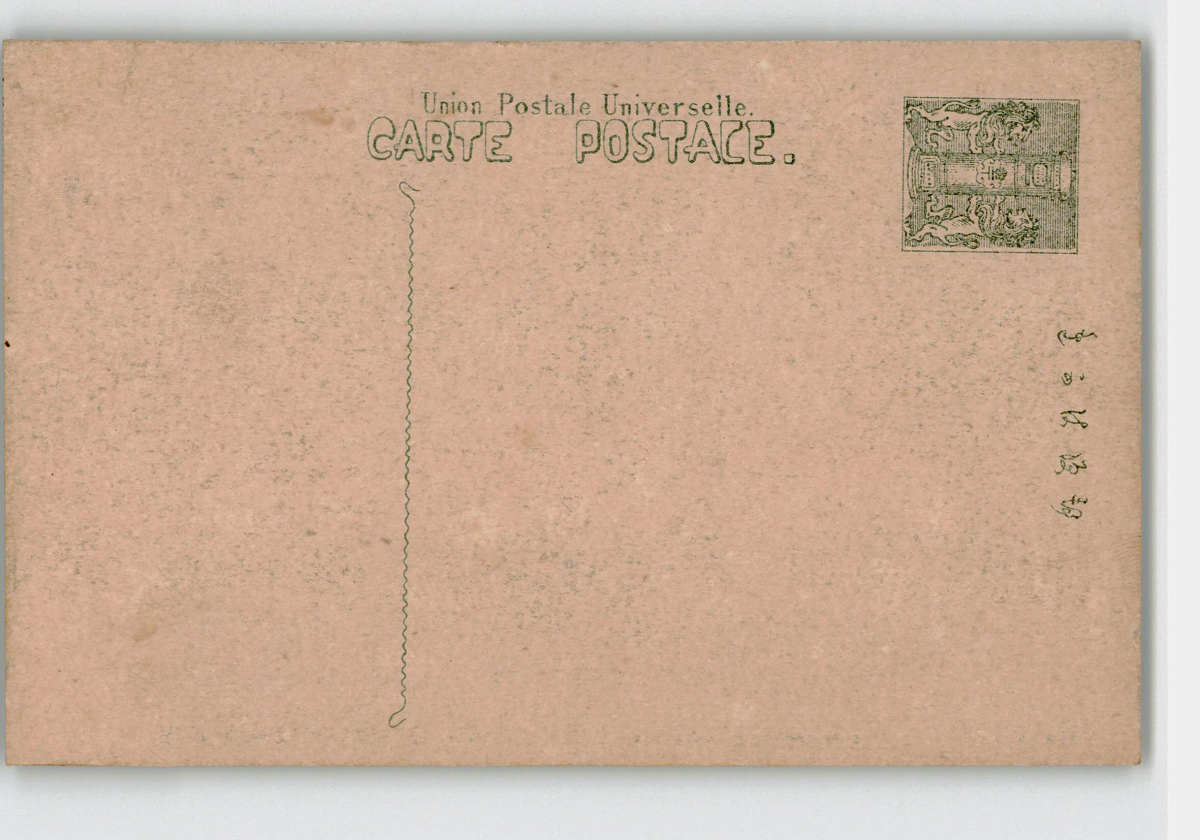 Union Postale Universelle.
CARTE POSTALE.
郵便はかき